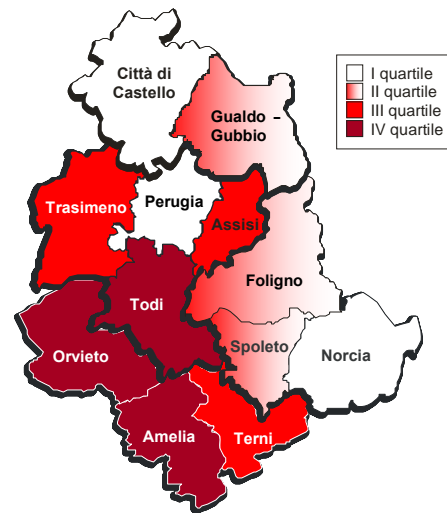 Città di
Castello
I quartile
II quartile
III quartile
IV quartile
Gualdo –
Gubbio
Trasimeno
Perugia
Assisi
Foligno
Todi
Spoleto
Norcia
Orvieto
Amelia
Terni